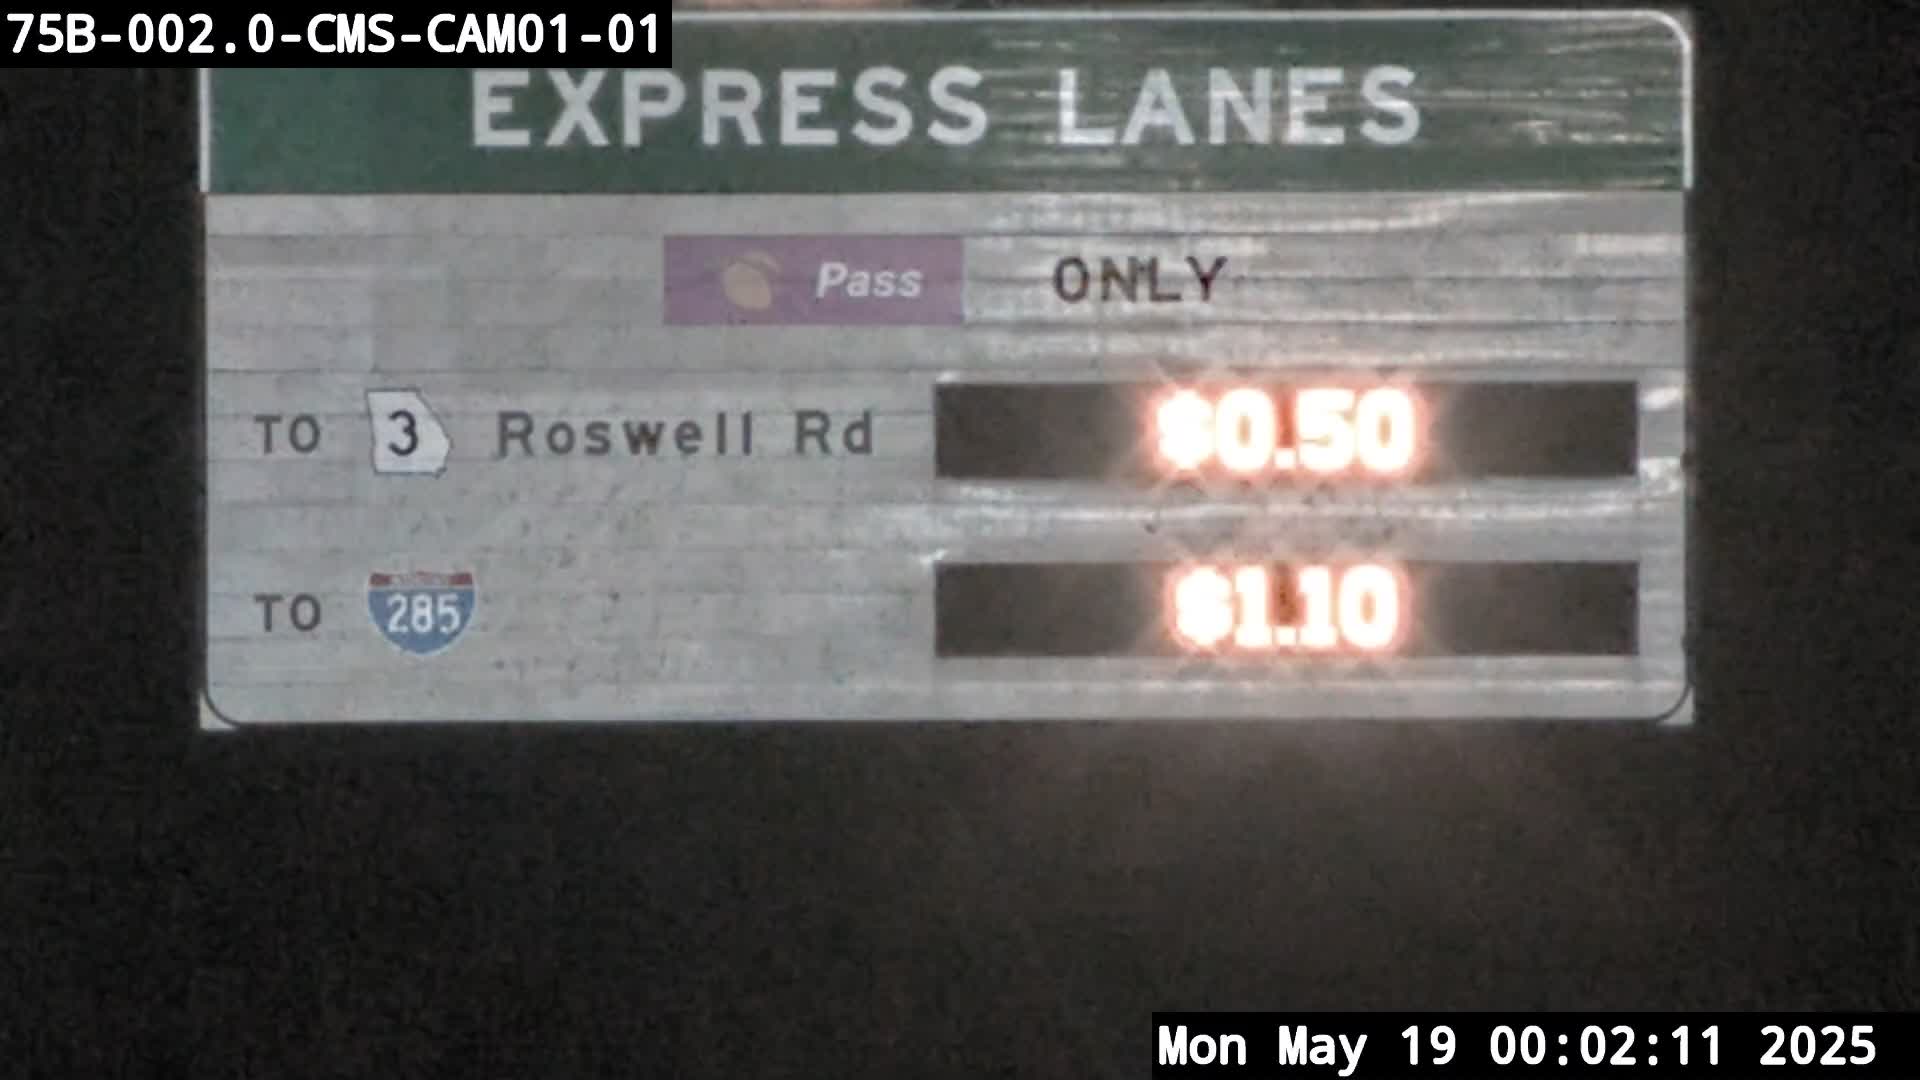 75B-002.0-CMS-CAM01-01
EXPRESS LANES
Pass ONLY
TO 3 Roswell Rd $0.50
TO 285 $1.10
Mon May 19 00:02:11 2025